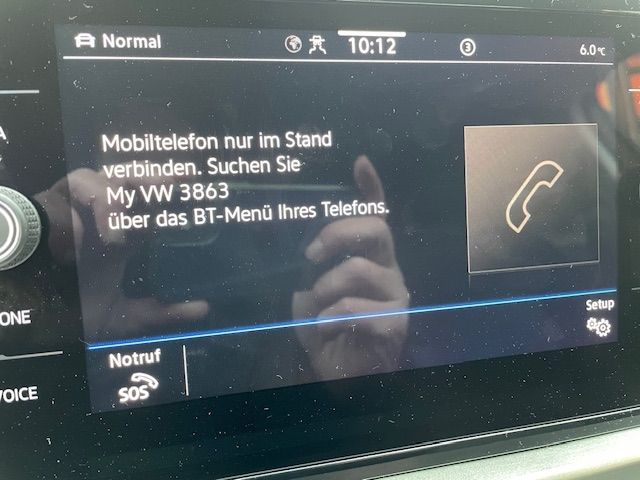 Normal
10:12
3
6.0°C
Mobiltelefon nur im Stand
verbinden. Suchen Sie
My VW 3863
über das BT-Menü Ihres Telefons.
Setup
Notruf
SOS
ONE
VOICE
A